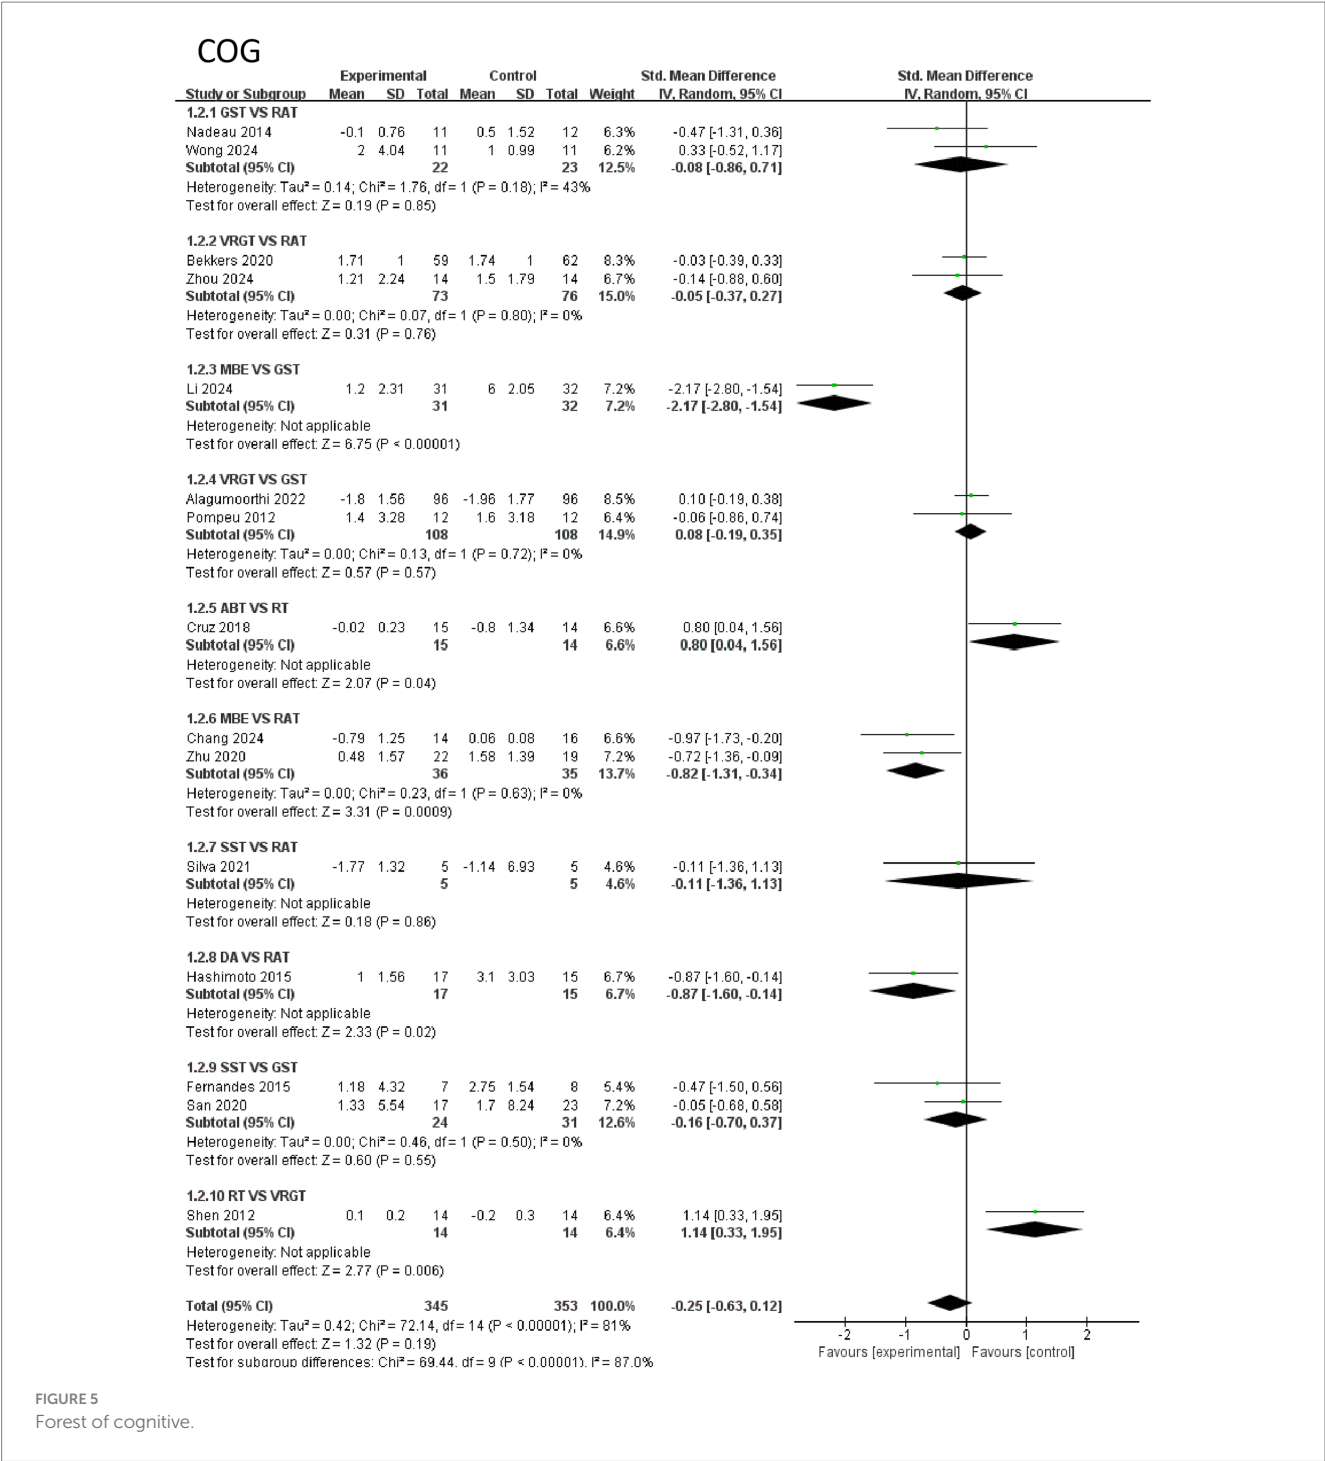 COG
Experimental Control Std. Mean Difference Std. Mean Difference
Study or Subgroup Mean SD Total Mean SD Total Weight IV, Random, 95% CI IV, Random, 95% CI
1.2.1 GST VS RAT
Nadeau 2014 -0.1 0.76 11 0.5 1.52 12 6.3% -0.47 [-1.31, 0.36]
Wong 2024 2 4.04 11 1 0.99 11 6.2% 0.33 [-0.52, 1.17]
Subtotal (95% CI) 22 23 12.5% -0.08 [-0.86, 0.71]
Heterogeneity: Tau² = 0.14; Chi² = 1.76, df = 1 (P = 0.18); I² = 43%
Test for overall effect: Z = 0.19 (P = 0.85)
1.2.2 VRGT VS RAT
Bekkers 2020 1.71 1 59 1.74 1 62 8.3% -0.03 [-0.39, 0.33]
Zhou 2024 1.21 2.24 14 1.5 1.79 14 6.7% -0.14 [-0.88, 0.60]
Subtotal (95% CI) 73 76 15.0% -0.05 [-0.37, 0.27]
Heterogeneity: Tau² = 0.00; Chi² = 0.07, df = 1 (P = 0.80); I² = 0%
Test for overall effect: Z = 0.31 (P = 0.76)
1.2.3 MBE VS GST
Li 2024 1.2 2.31 31 6 2.05 32 7.2% -2.17 [-2.80, -1.54]
Subtotal (95% CI) 31 32 7.2% -2.17 [-2.80, -1.54]
Heterogeneity: Not applicable
Test for overall effect: Z = 6.75 (P < 0.00001)
1.2.4 VRGT VS GST
Alagumoorthi 2022 -1.8 1.56 96 -1.96 1.77 96 8.5% 0.10 [-0.19, 0.38]
Pompeu 2012 1.4 3.28 12 1.6 3.18 12 6.4% -0.06 [-0.86, 0.74]
Subtotal (95% CI) 108 108 14.9% 0.08 [-0.19, 0.35]
Heterogeneity: Tau² = 0.00; Chi² = 0.13, df = 1 (P = 0.72); I² = 0%
Test for overall effect: Z = 0.57 (P = 0.57)
1.2.5 ABT VS RT
Cruz 2018 -0.02 0.23 15 -0.8 1.34 14 6.6% 0.80 [0.04, 1.56]
Subtotal (95% CI) 15 14 6.6% 0.80 [0.04, 1.56]
Heterogeneity: Not applicable
Test for overall effect: Z = 2.07 (P = 0.04)
1.2.6 MBE VS RAT
Chang 2024 -0.79 1.25 14 0.06 0.08 16 6.6% -0.97 [-1.73, -0.20]
Zhu 2020 0.48 1.57 22 1.58 1.39 19 7.2% -0.72 [-1.36, -0.09]
Subtotal (95% CI) 36 35 13.7% -0.82 [-1.31, -0.34]
Heterogeneity: Tau² = 0.00; Chi² = 0.23, df = 1 (P = 0.63); I² = 0%
Test for overall effect: Z = 3.31 (P = 0.0009)
1.2.7 SST VS RAT
Silva 2021 -1.77 1.32 5 -1.14 6.93 5 4.6% -0.11 [-1.36, 1.13]
Subtotal (95% CI) 5 5 4.6% -0.11 [-1.36, 1.13]
Heterogeneity: Not applicable
Test for overall effect: Z = 0.18 (P = 0.86)
1.2.8 DA VS RAT
Hashimoto 2015 1 1.56 17 3.1 3.03 15 6.7% -0.87 [-1.60, -0.14]
Subtotal (95% CI) 17 15 6.7% -0.87 [-1.60, -0.14]
Heterogeneity: Not applicable
Test for overall effect: Z = 2.33 (P = 0.02)
1.2.9 SST VS GST
Fernandes 2015 1.18 4.32 7 2.75 1.54 8 5.4% -0.47 [-1.50, 0.56]
San 2020 1.33 5.54 17 1.7 8.24 23 7.2% -0.05 [-0.68, 0.58]
Subtotal (95% CI) 24 31 12.6% -0.16 [-0.70, 0.37]
Heterogeneity: Tau² = 0.00; Chi² = 0.46, df = 1 (P = 0.50); I² = 0%
Test for overall effect: Z = 0.60 (P = 0.55)
1.2.10 RT VS VRGT
Shen 2012 0.1 0.2 14 -0.2 0.3 14 6.4% 1.14 [0.33, 1.95]
Subtotal (95% CI) 14 14 6.4% 1.14 [0.33, 1.95]
Heterogeneity: Not applicable
Test for overall effect: Z = 2.77 (P = 0.006)
Total (95% CI) 345 353 100.0% -0.25 [-0.63, 0.12]
Heterogeneity: Tau² = 0.42; Chi² = 72.14, df = 14 (P < 0.00001); I² = 81%
Test for overall effect: Z = 1.32 (P = 0.19)
Test for subgroup differences: Chi² = 69.44, df = 9 (P < 0.00001), I² = 87.0%
-2 -1 0 1 2
Favours [experimental] Favours [control]
FIGURE 5
Forest of cognitive.